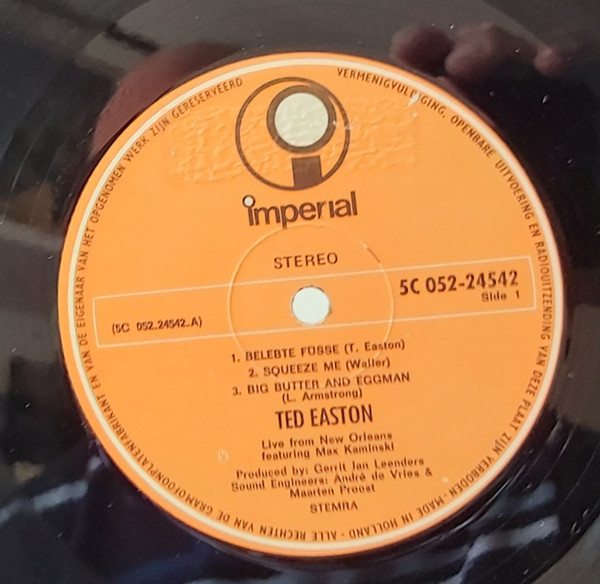 imperial
STEREO
5C 052-24542
Side 1
(5C 052-24542-A)
1. BELEBTE FÜSSE (T. Easton)
2. SQUEEZE ME (Waller)
3. BIG BUTTER AND EGGMAN
(L. Armstrong)
TED EASTON
Live from New Orleans
featuring Max Kaminski
Produced by: Gerrit Jan Leenders
Sound Engineers: André de Vries &
Maarten Proost
STEMRA
ALLE RECHTEN VAN DE GRAMOFOONPLATENFABRIKANT EN VAN DE EIGENAAR VAN HET OPGENOMEN WERK ZIJN GERESERVEERD
VERMENIGVULDIGING, OPENBARE UITVOERING EN RADIOUITZENDING VAN DEZE PLAAT ZIJN VERBODEN - MADE IN HOLLAND -